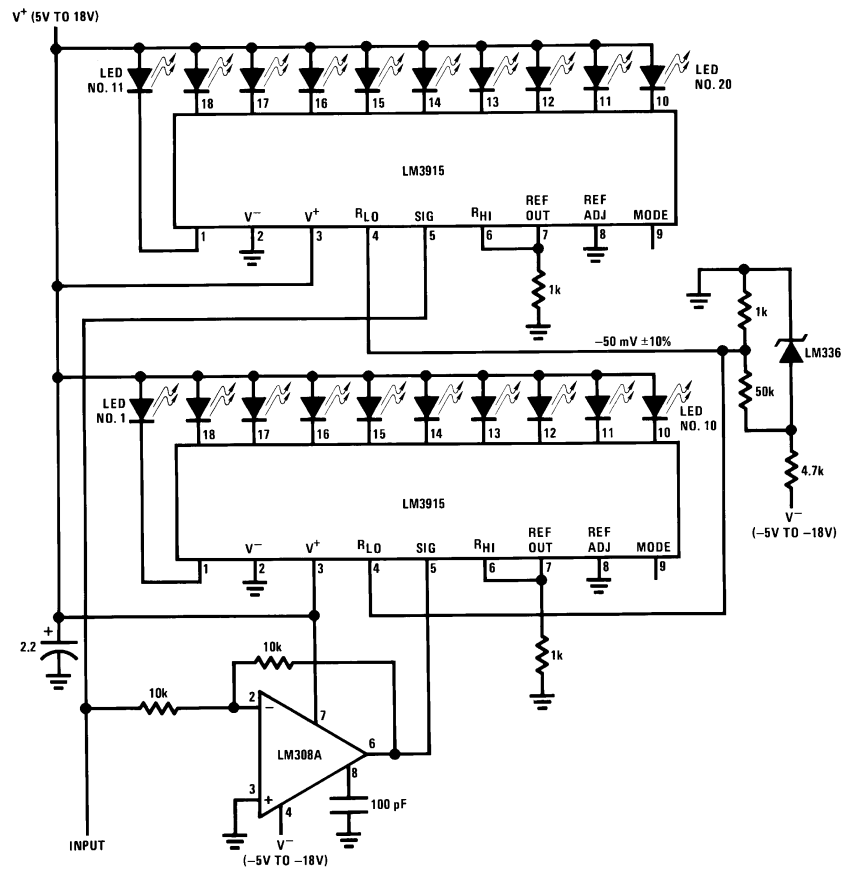 V+ (5V TO 18V)
LED
NO. 11
LED
NO. 20
18 17 16 15 14 13 12 11 10
LM3915
V− V+ RLO SIG RHI REF OUT REF ADJ MODE
1 2 3 4 5 6 7 8 9
1k
1k
−50 mV ±10%
LM336
50k
LED
NO. 1
LED
NO. 10
18 17 16 15 14 13 12 11 10
4.7k
V−
(−5V TO −18V)
LM3915
V− V+ RLO SIG RHI REF OUT REF ADJ MODE
1 2 3 4 5 6 7 8 9
+
2.2
10k
1k
10k
2
−
7
LM308A
6
8
3
+
4
100 pF
V−
(−5V TO −18V)
INPUT